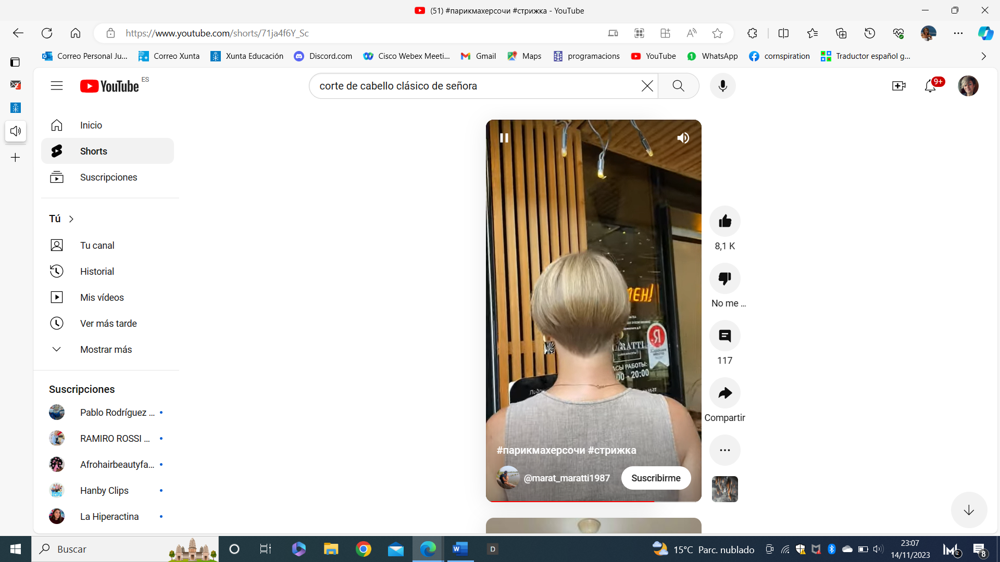 (51) #парикмахерсочи #стрижка - YouTube
https://www.youtube.com/shorts/71ja4f6Y_Sc
Correo Personal Ju...
Correo Xunta
Xunta Educación
Discord.com
Cisco Webex Meeti...
Gmail
Maps
programacions
YouTube
WhatsApp
cornspiration
Traductor español g...
YouTube ES
corte de cabello clásico de señora
9+
Inicio
Shorts
Suscripciones
Tú
Tu canal
Historial
Mis vídeos
Ver más tarde
Mostrar más
Suscripciones
Pablo Rodríguez ...
RAMIRO ROSSI ...
Afrohairbeautyfa...
Hanby Clips
La Hiperactina
RATTI
СЫ РАБОТЫ:
00 - 20:00
#парикмахерсочи #стрижка
@marat_maratti1987
Suscribirme
8,1 K
No me ...
117
Compartir
Buscar
15°C Parc. nublado
23:07
14/11/2023
2
8